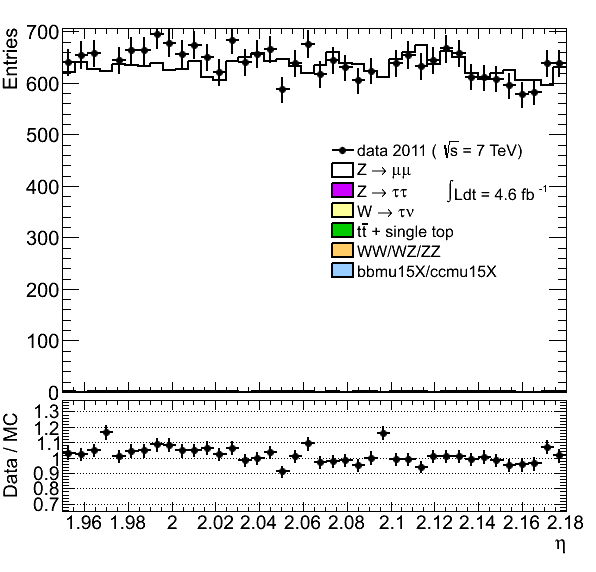 Entries
700
600
500
400
300
200
100
0
data 2011 ( √s = 7 TeV)
Z → μμ
Z → ττ
∫Ldt = 4.6 fb⁻¹
W → τν
tt̄ + single top
WW/WZ/ZZ
bbmu15X/ccmu15X
Data / MC
1.3
1.2
1.1
1
0.9
0.8
0.7
1.96 1.98 2 2.02 2.04 2.06 2.08 2.1 2.12 2.14 2.16 2.18
η